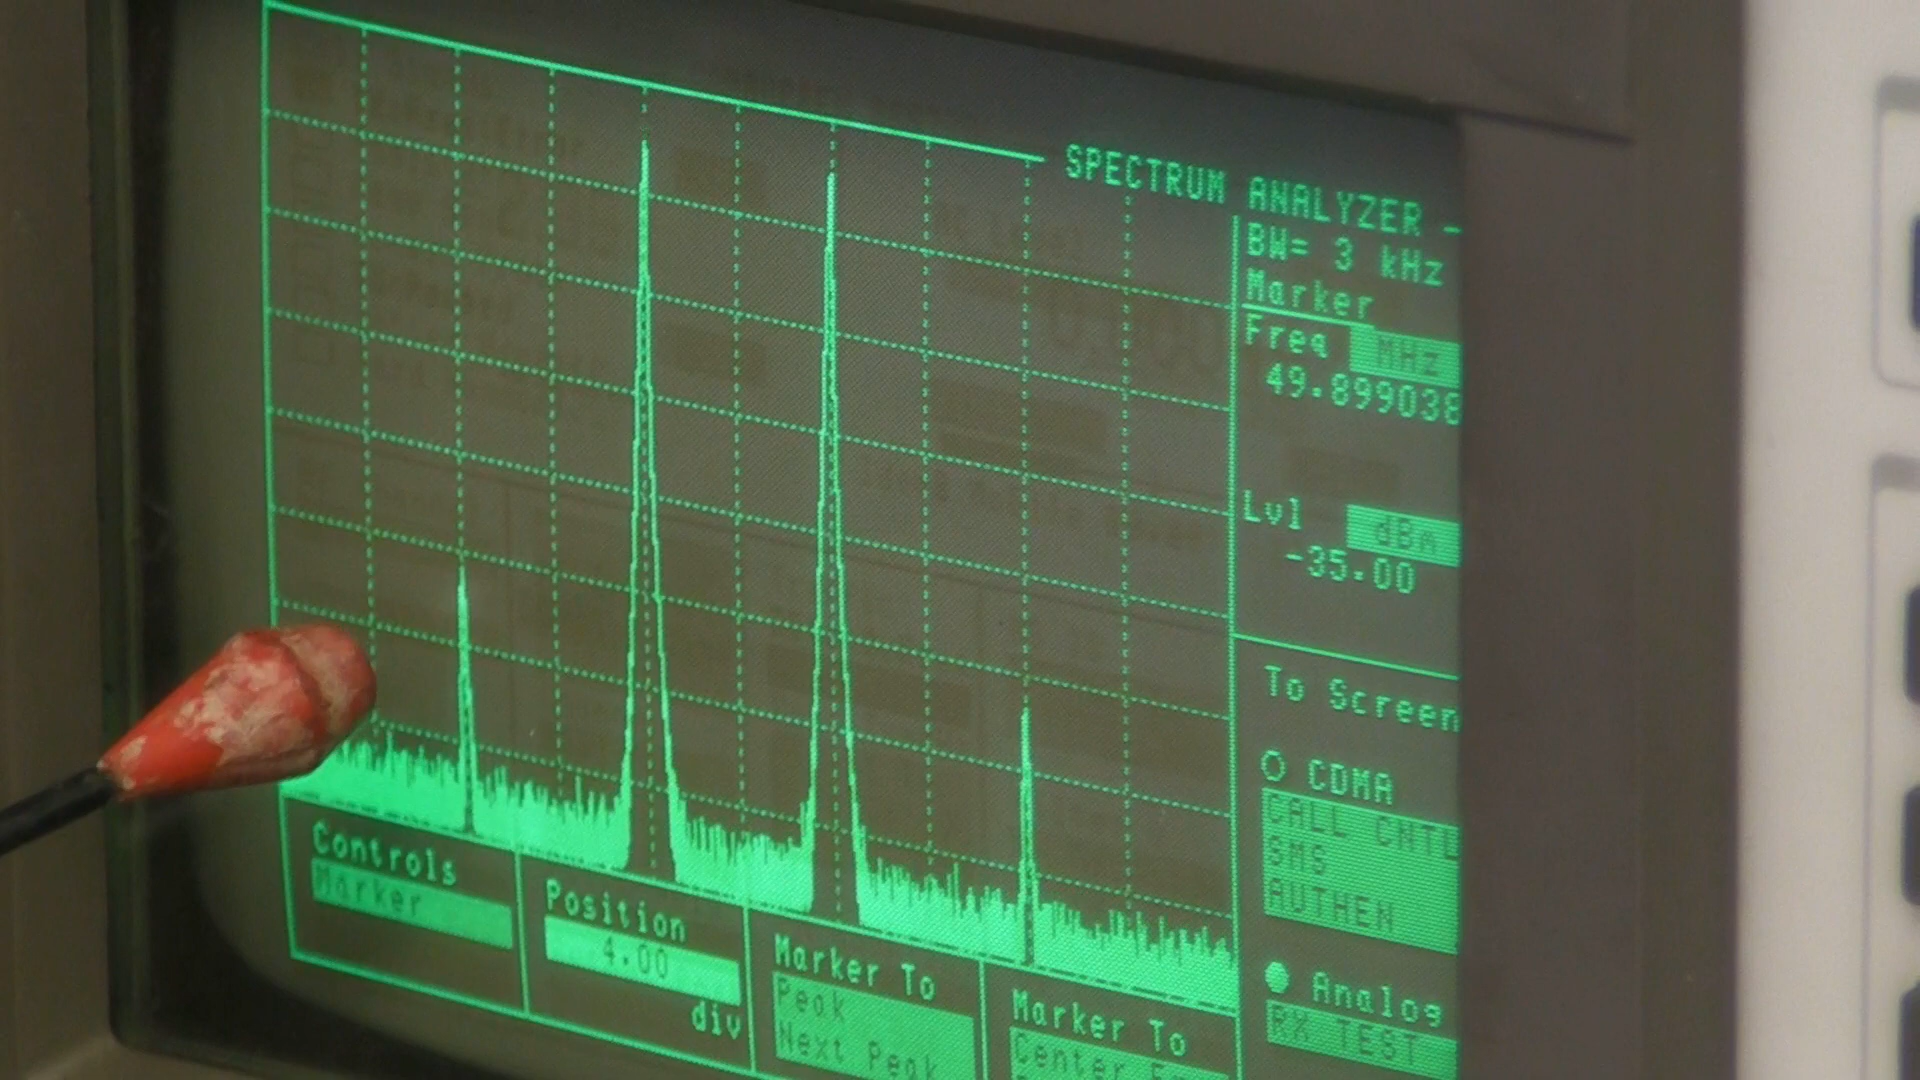 SPECTRUM ANALYZER -
BW= 3 kHz
Marker
Freq MHz
49.899038
Lvl dBm
-35.00
To Screen
CDMA
CALL CNTL
SMS
AUTHEN
Analog
RX TEST
Controls
Marker
Position
4.00
div
Marker To
Peak
Next Peak
Marker To
Center